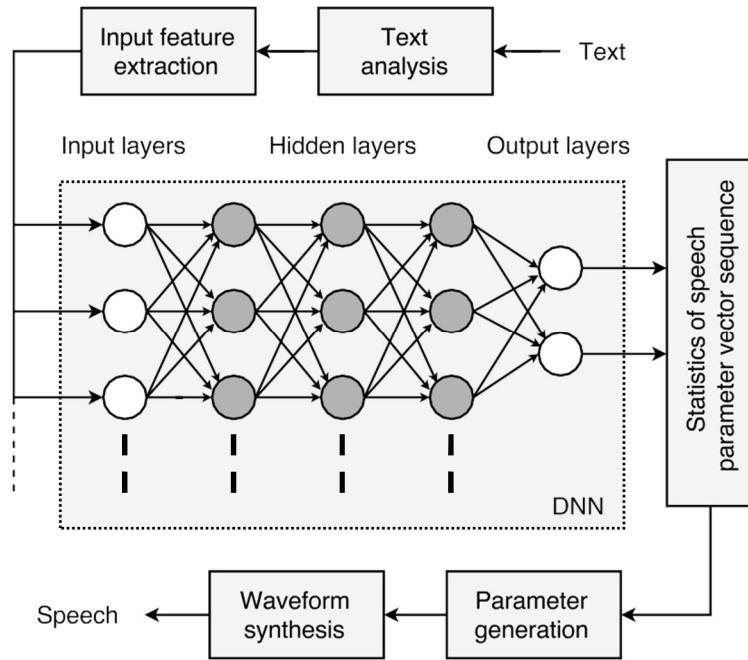 Input feature
extraction
Text
analysis
Text
Input layers
Hidden layers
Output layers
Statistics of speech
parameter vector sequence
DNN
Speech
Waveform
synthesis
Parameter
generation